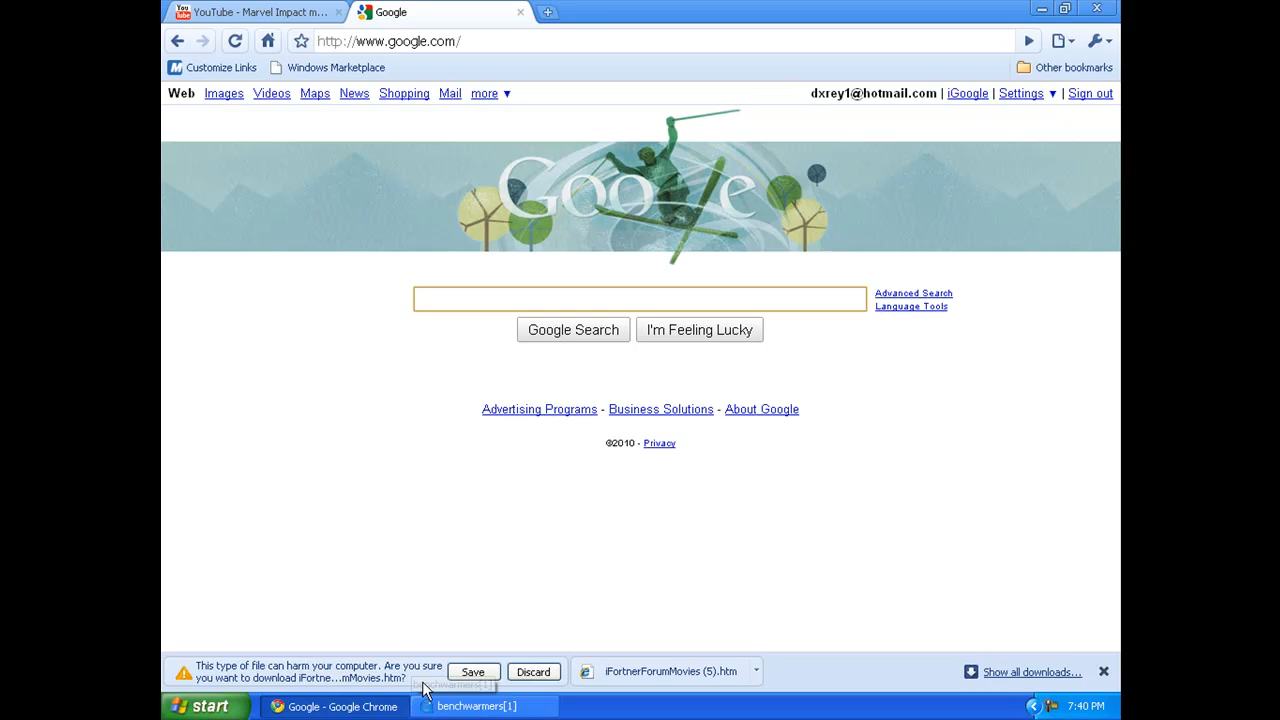 YouTube - Marvel Impact m...
Google
http://www.google.com/
Customize Links Windows Marketplace Other bookmarks
Web Images Videos Maps News Shopping Mail more ▼ dxrey1@hotmail.com | iGoogle | Settings ▼ | Sign out
Google
Advanced Search
Language Tools
Google Search I'm Feeling Lucky
Advertising Programs - Business Solutions - About Google
©2010 - Privacy
This type of file can harm your computer. Are you sure
you want to download iFortne...mMovies.htm?
Save Discard iFortnerForumMovies (5).htm Show all downloads...
benchwarmers[1]
start Google - Google Chrome benchwarmers[1] 7:40 PM